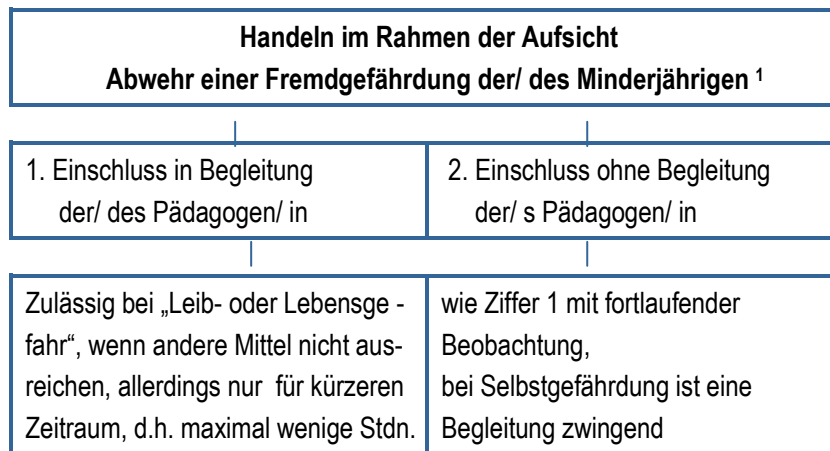 Handeln im Rahmen der Aufsicht
Abwehr einer Fremdgefährdung der/ des Minderjährigen ¹
1. Einschluss in Begleitung
der/ des Pädagogen/ in
2. Einschluss ohne Begleitung
der/ s Pädagogen/ in
Zulässig bei „Leib- oder Lebensge -
fahr“, wenn andere Mittel nicht aus-
reichen, allerdings nur für kürzeren
Zeitraum, d.h. maximal wenige Stdn.
wie Ziffer 1 mit fortlaufender
Beobachtung,
bei Selbstgefährdung ist eine
Begleitung zwingend